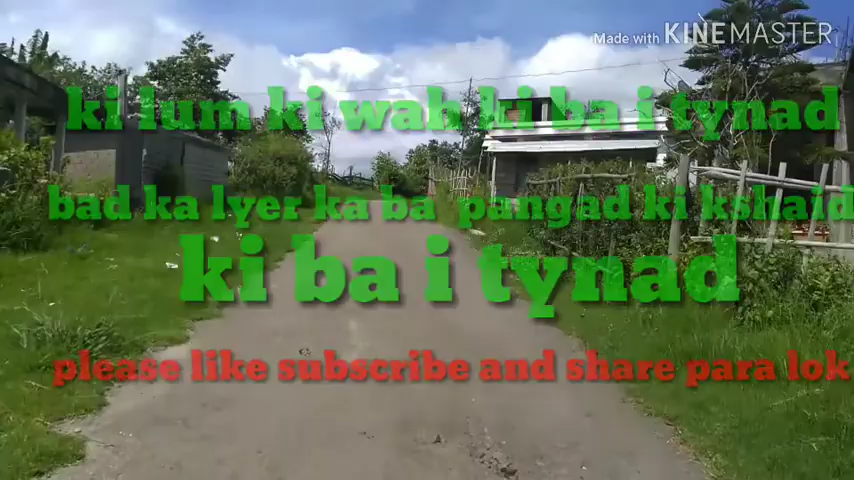 Made with KINEMASTER
ki lum ki wah ki ba i tynad
bad ka lyer ka ba pangad ki kshaid
ki ba i tynad
please like subscribe and share para lok